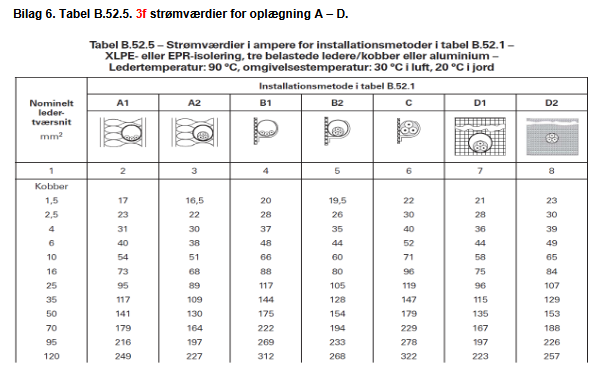 Bilag 6. Tabel B.52.5. 3f strømværdier for oplægning A – D.
Tabel B.52.5 – Strømværdier i ampere for installationsmetoder i tabel B.52.1 –
XLPE- eller EPR-isolering, tre belastede ledere/kobber eller aluminium –
Ledertemperatur: 90 °C, omgivelsestemperatur: 30 °C i luft, 20 °C i jord
Nominelt leder- tværsnit mm² Installationsmetode i tabel B.52.1
A1 A2 B1 B2 C D1 D2
1 2 3 4 5 6 7 8
Kobber
1,5 17 16,5 20 19,5 22 21 23
2,5 23 22 28 26 30 28 30
4 31 30 37 35 40 36 39
6 40 38 48 44 52 44 49
10 54 51 66 60 71 58 65
16 73 68 88 80 96 75 84
25 95 89 117 105 119 96 107
35 117 109 144 128 147 115 129
50 141 130 175 154 179 135 153
70 179 164 222 194 229 167 188
95 216 197 269 233 278 197 226
120 249 227 312 268 322 223 257